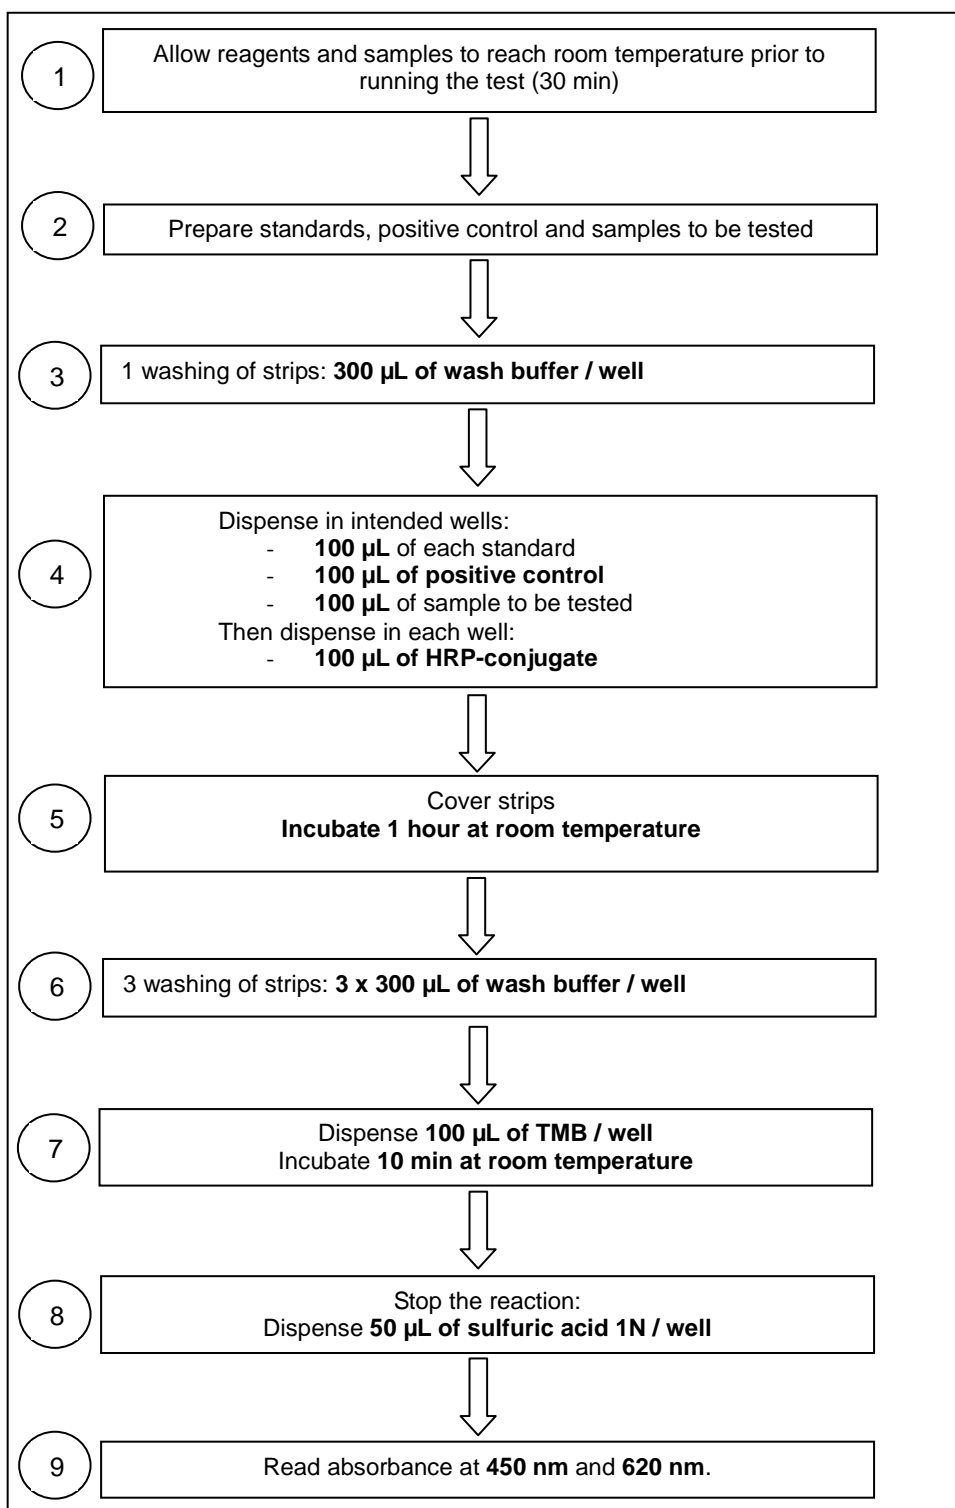 1
Allow reagents and samples to reach room temperature prior to
running the test (30 min)
2
Prepare standards, positive control and samples to be tested
3
1 washing of strips: 300 µL of wash buffer / well
4
Dispense in intended wells:
- 100 µL of each standard
- 100 µL of positive control
- 100 µL of sample to be tested
Then dispense in each well:
- 100 µL of HRP-conjugate
5
Cover strips
Incubate 1 hour at room temperature
6
3 washing of strips: 3 x 300 µL of wash buffer / well
7
Dispense 100 µL of TMB / well
Incubate 10 min at room temperature
8
Stop the reaction:
Dispense 50 µL of sulfuric acid 1N / well
9
Read absorbance at 450 nm and 620 nm.